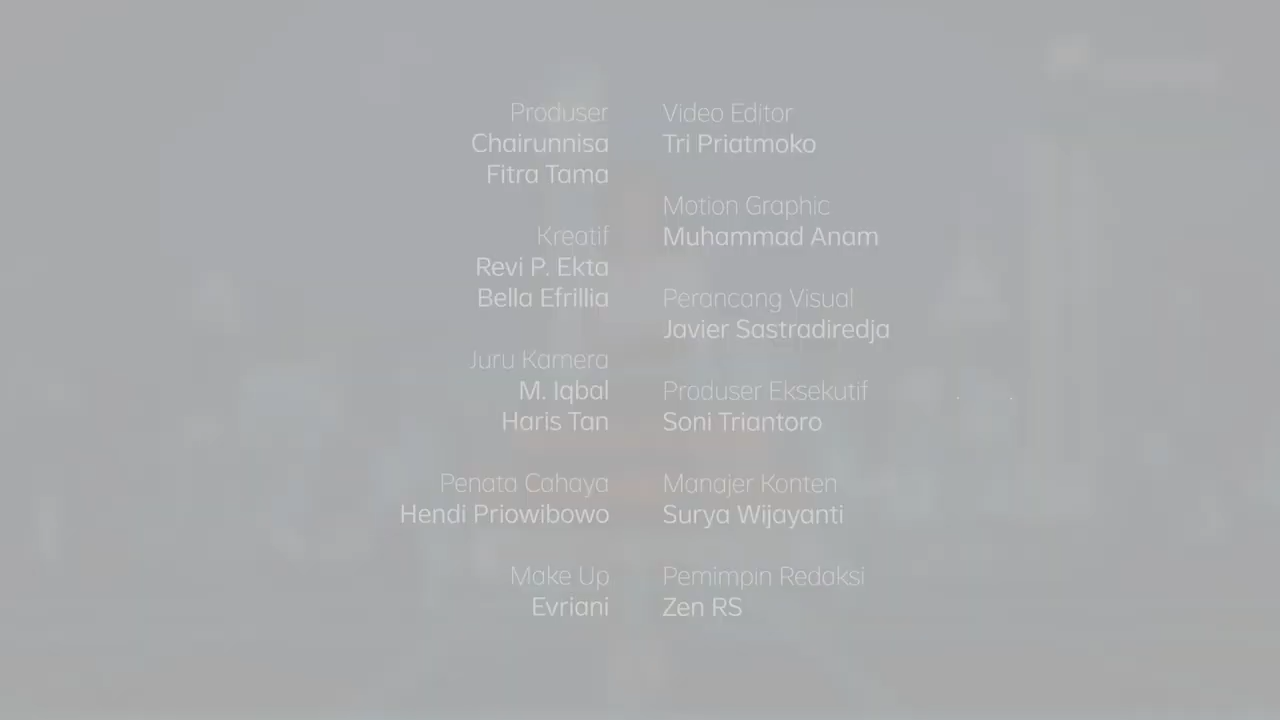 Produser
Chairunnisa
Fitra Tama
Kreatif
Revi P. Ekta
Bella Efrillia
Juru Kamera
M. Iqbal
Haris Tan
Penata Cahaya
Hendi Priowibowo
Make Up
Evriani
Video Editor
Tri Priatmoko
Motion Graphic
Muhammad Anam
Perancang Visual
Javier Sastradiredja
Produser Eksekutif
Soni Triantoro
Manajer Konten
Surya Wijayanti
Pemimpin Redaksi
Zen RS